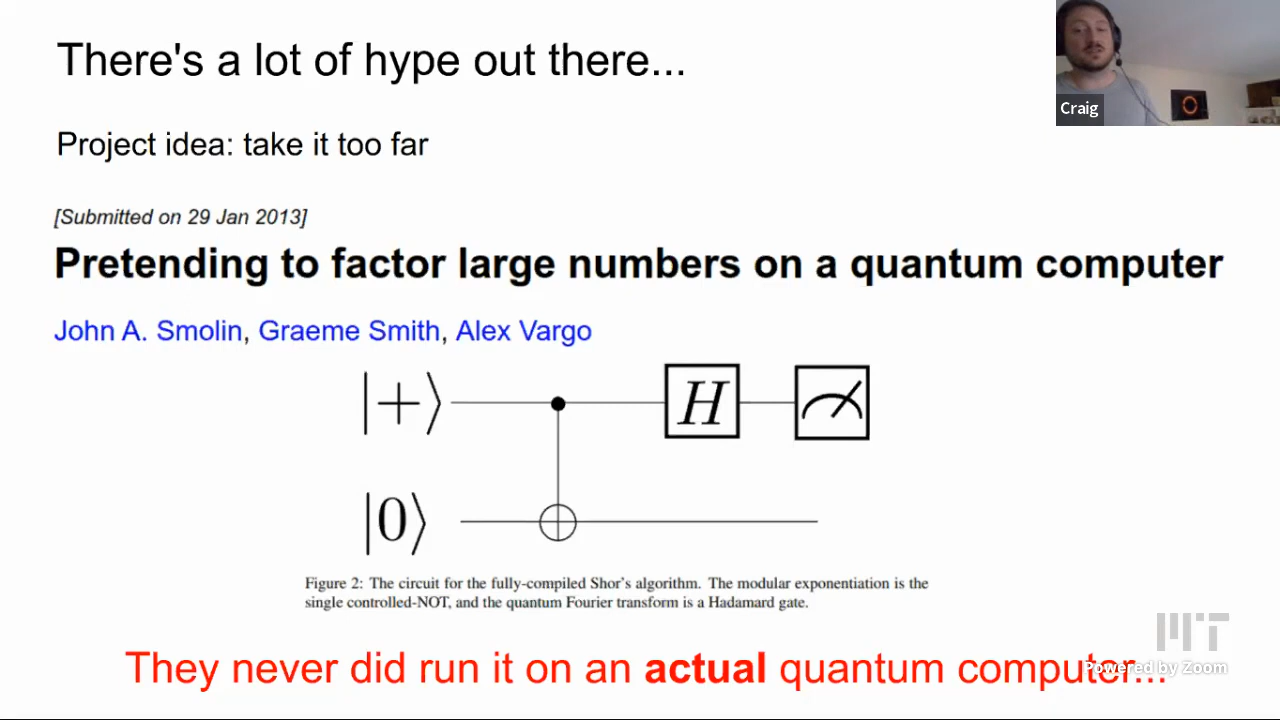 There's a lot of hype out there...
Craig
Project idea: take it too far
[Submitted on 29 Jan 2013]
Pretending to factor large numbers on a quantum computer
John A. Smolin, Graeme Smith, Alex Vargo
|+⟩
H
|0⟩
Figure 2: The circuit for the fully-compiled Shor's algorithm. The modular exponentiation is the
single controlled-NOT, and the quantum Fourier transform is a Hadamard gate.
MIT
They never did run it on an actual quantum computer...
Powered by Zoom